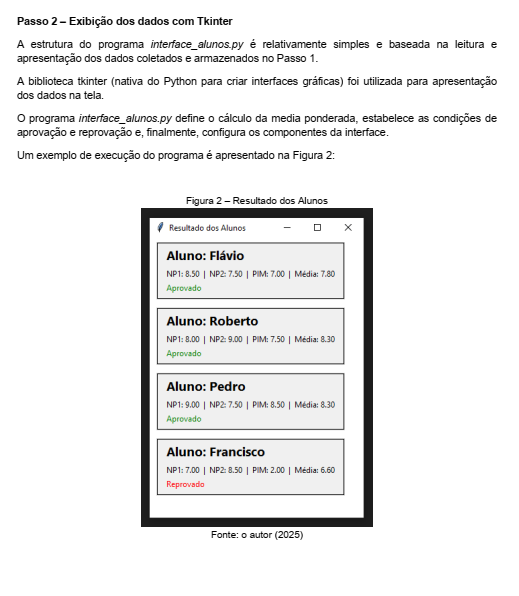 Passo 2 – Exibição dos dados com Tkinter
A estrutura do programa interface_alunos.py é relativamente simples e baseada na leitura e
apresentação dos dados coletados e armazenados no Passo 1.
A biblioteca tkinter (nativa do Python para criar interfaces gráficas) foi utilizada para apresentação
dos dados na tela.
O programa interface_alunos.py define o cálculo da media ponderada, estabelece as condições de
aprovação e reprovação e, finalmente, configura os componentes da interface.
Um exemplo de execução do programa é apresentado na Figura 2:
Figura 2 – Resultado dos Alunos
Resultado dos Alunos
Aluno: Flávio
NP1: 8.50 | NP2: 7.50 | PIM: 7.00 | Média: 7.80
Aprovado
Aluno: Roberto
NP1: 8.00 | NP2: 9.00 | PIM: 7.50 | Média: 8.30
Aprovado
Aluno: Pedro
NP1: 9.00 | NP2: 7.50 | PIM: 8.50 | Média: 8.30
Aprovado
Aluno: Francisco
NP1: 7.00 | NP2: 8.50 | PIM: 2.00 | Média: 6.60
Reprovado
Fonte: o autor (2025)